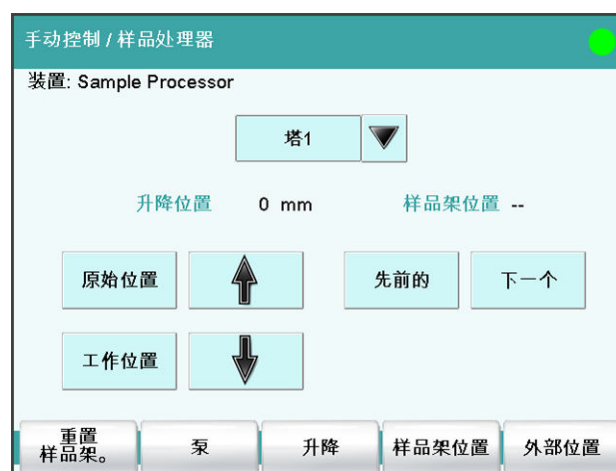 手动控制 / 样品处理器
装置: Sample Processor
塔1
升降位置 0 mm 样品架位置 --
原始位置 先前的 下一个
工作位置
重置
样品架。 泵 升降 样品架位置 外部位置